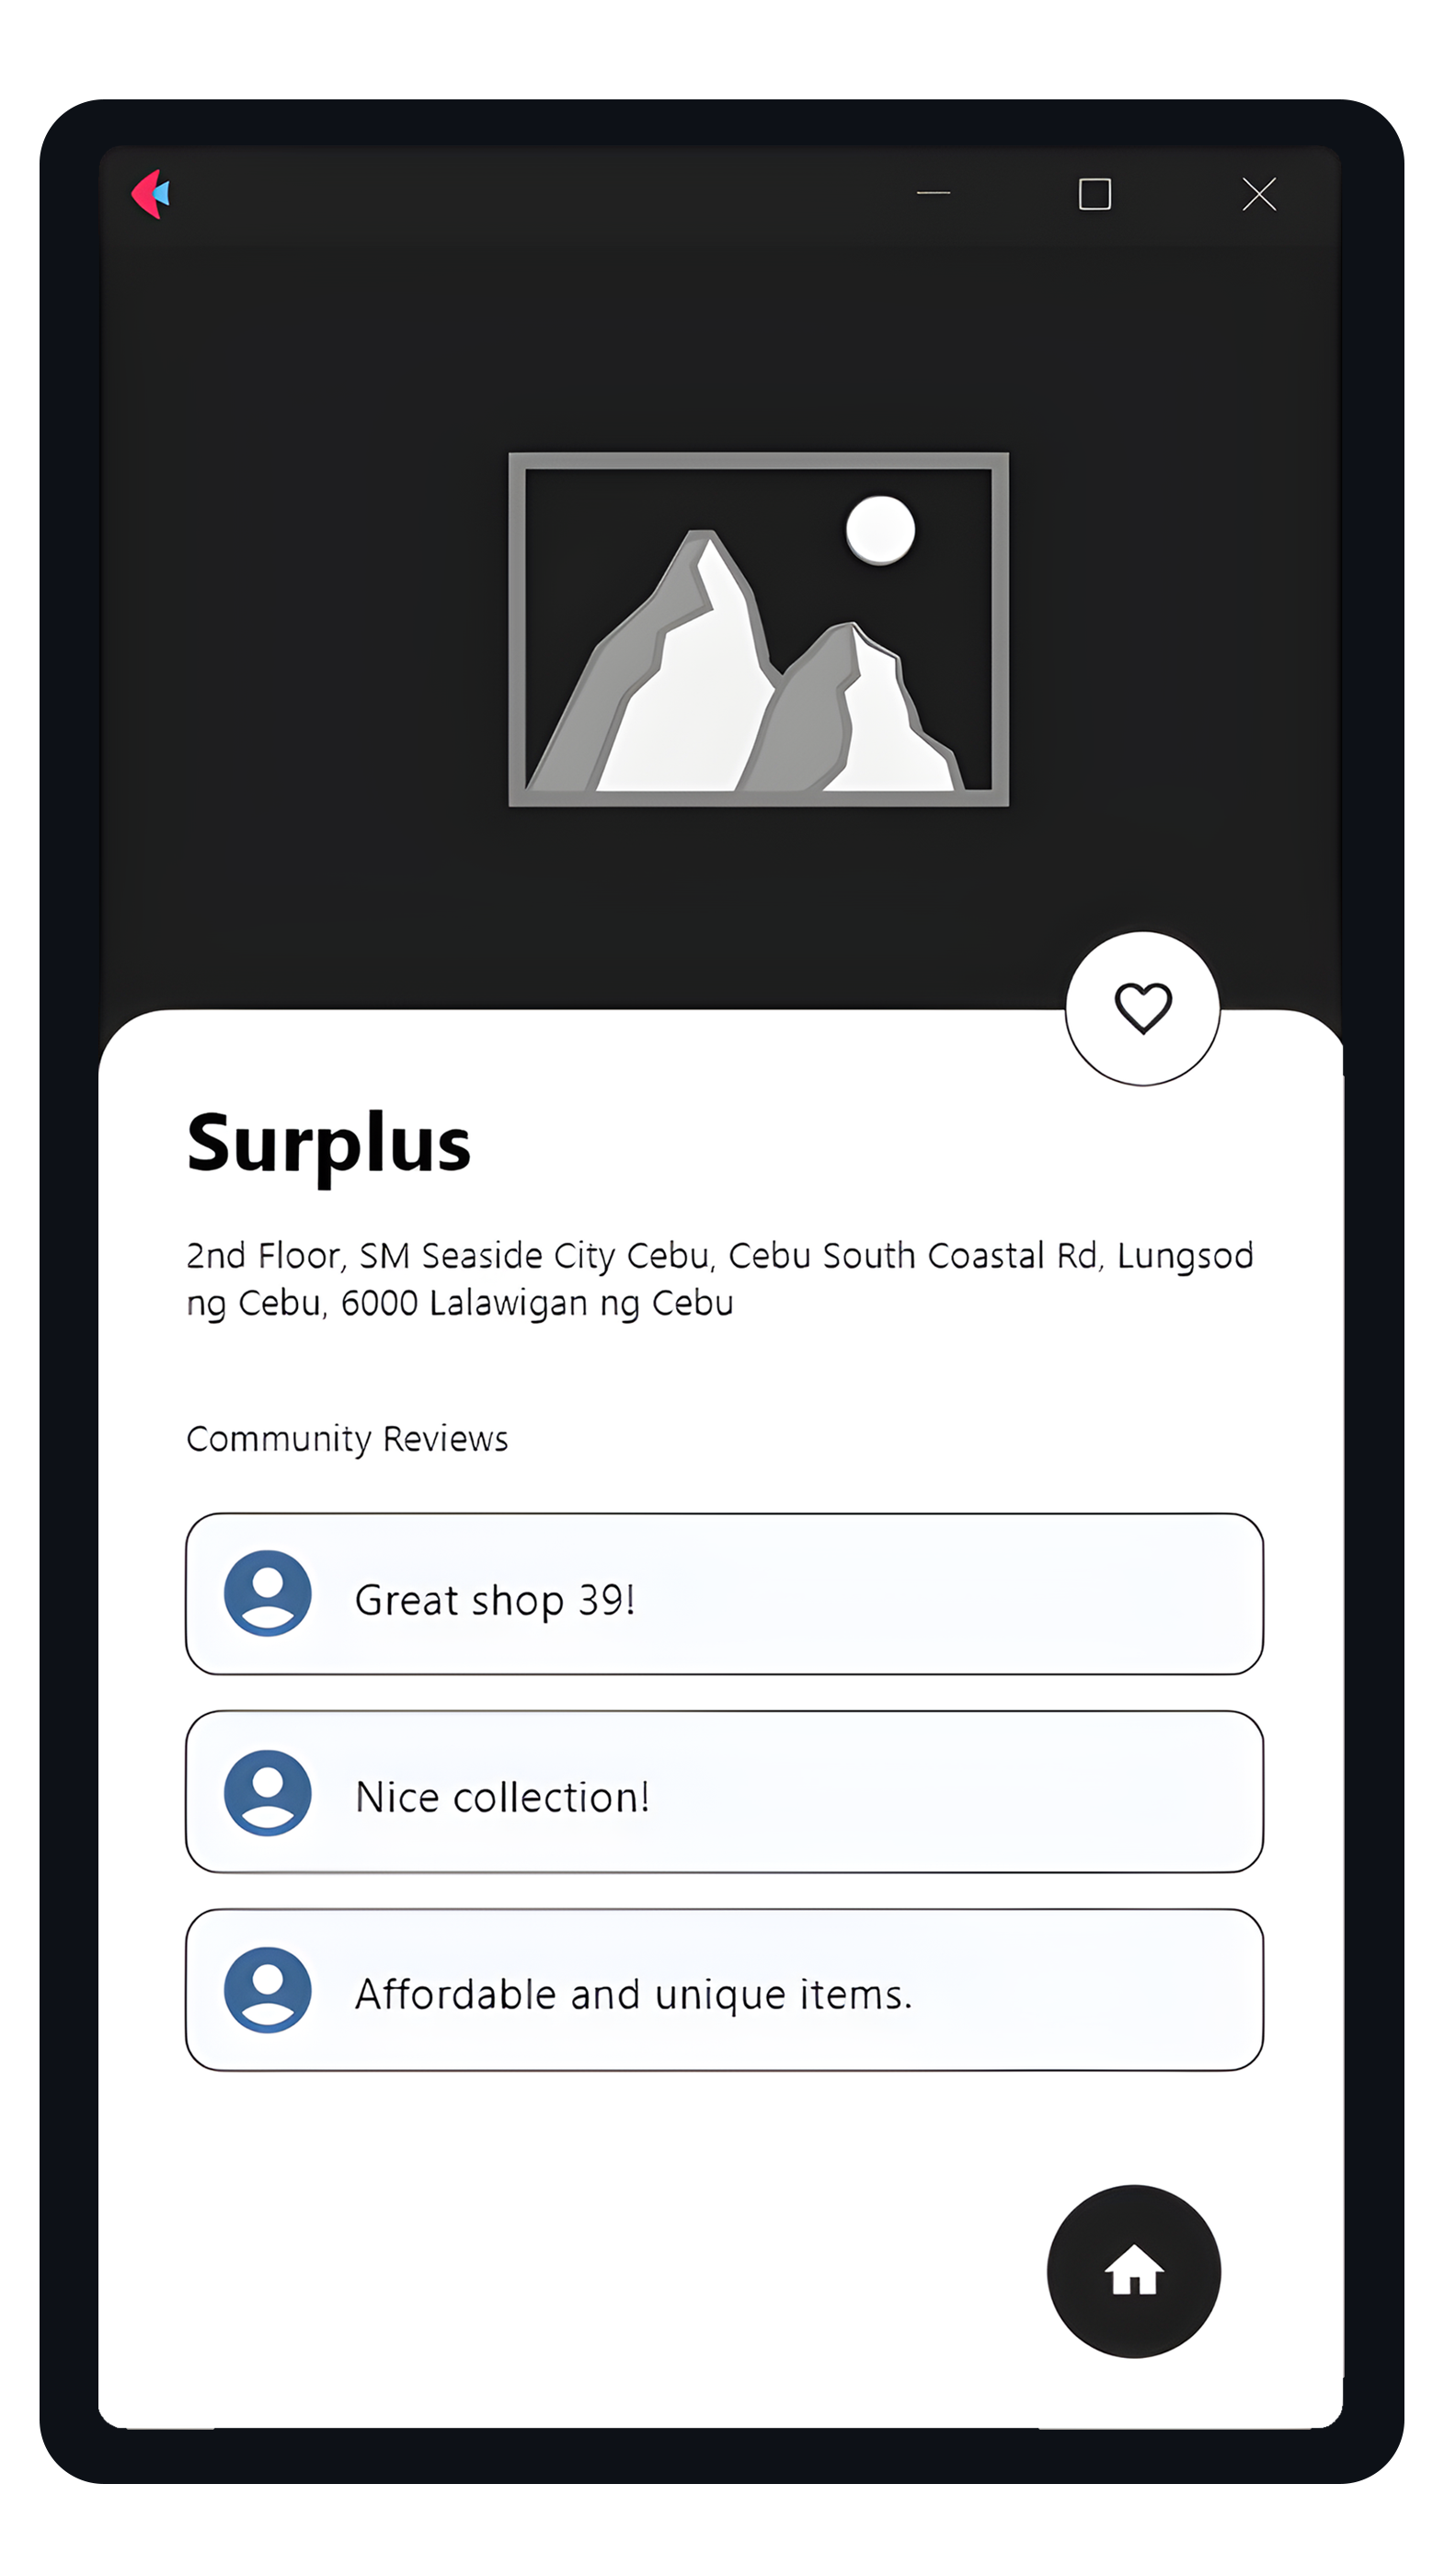 Surplus
2nd Floor, SM Seaside City Cebu, Cebu South Coastal Rd, Lungsod
ng Cebu, 6000 Lalawigan ng Cebu
Community Reviews
Great shop 39!
Nice collection!
Affordable and unique items.